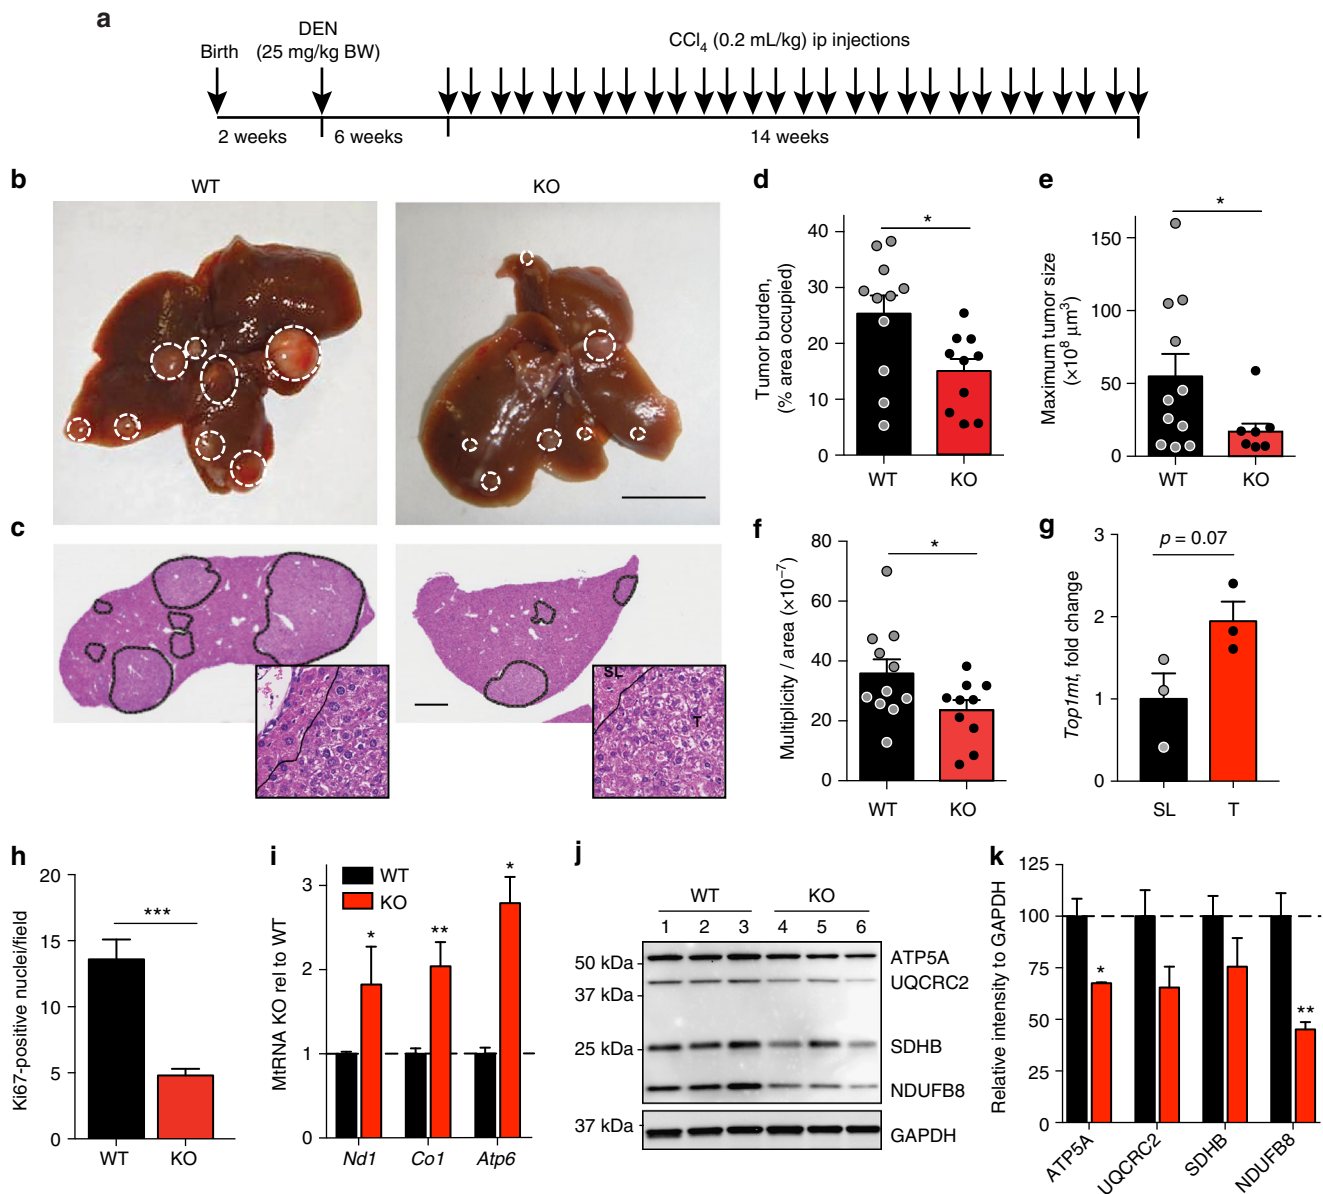 a
DEN
Birth (25 mg/kg BW)
CCl4 (0.2 mL/kg) ip injections
2 weeks 6 weeks 14 weeks
b
WT KO
c
SL
T
d
Tumor burden,
(% area occupied)
40
30
20
10
0
*
WT KO
e
Maximum tumor size
(×10⁸ µm³)
150
100
50
0
*
WT KO
f
Multiplicity / area (×10⁻⁷)
80
60
40
20
0
*
WT KO
g
Top1mt, fold change
3
2
1
0
p = 0.07
SL T
h
Ki67-positive nuclei/field
20
15
10
5
0
***
WT KO
i
MtRNA KO rel to WT
3
2
1
0
WT
KO
* ** *
Nd1 Co1 Atp6
j
WT KO
1 2 3 4 5 6
50 kDa
37 kDa
25 kDa
37 kDa
ATP5A
UQCRC2
SDHB
NDUFB8
GAPDH
k
Relative intensity to GAPDH
125
100
75
50
25
0
*
**
ATP5A
UQCRC2
SDHB
NDUFB8